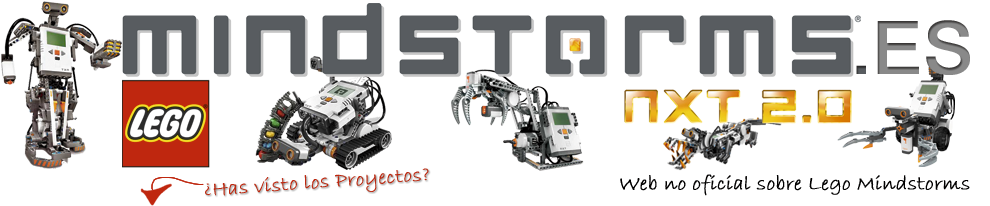 mindstorms.ES
LEGO
NXT 2.0
¿Has visto los Proyectos?
Web no oficial sobre Lego Mindstorms